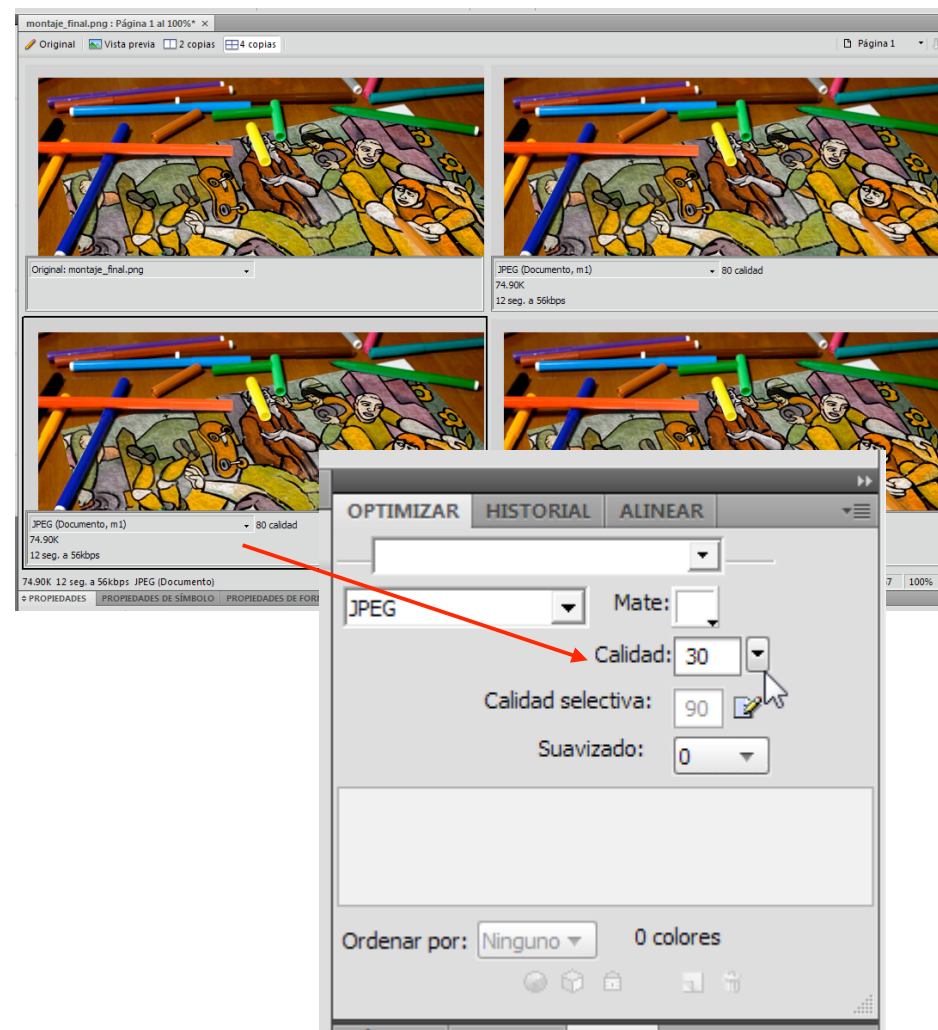 montaje_final.png : Página 1 al 100%* ×
Original Vista previa 2 copias 4 copias Página 1
Original: montaje_final.png
JPEG (Documento, m1) 80 calidad
74.90K
12 seg. a 56kbps
JPEG (Documento, m1) 80 calidad
74.90K
12 seg. a 56kbps
74.90K 12 seg. a 56kbps JPEG (Documento)
100%
PROPIEDADES PROPIEDADES DE SÍMBOLO
OPTIMIZAR HISTORIAL ALINEAR
JPEG Mate:
Calidad: 30
Calidad selectiva: 90
Suavizado: 0
Ordenar por: Ninguno 0 colores